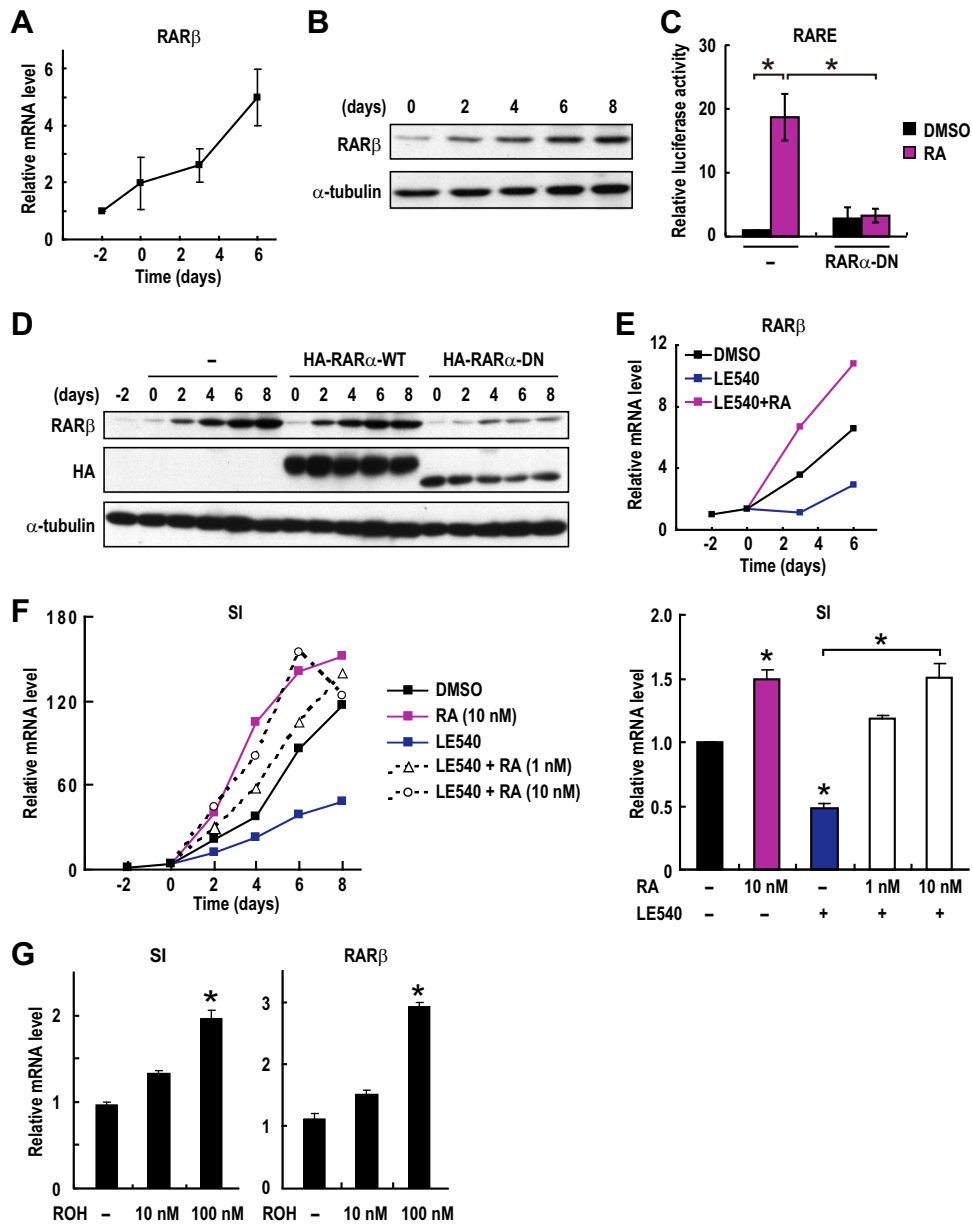 A
RARβ
Relative mRNA level
6
4
2
0
-2 0 2 4 6
Time (days)
B
(days) 0 2 4 6 8
RARβ
α-tubulin
C
RARE
Relative luciferase activity
30
20
10
0
* *
DMSO
RA
– RARα-DN
D
– HA-RARα-WT HA-RARα-DN
(days) -2 0 2 4 6 8 0 2 4 6 8 0 2 4 6 8
RARβ
HA
α-tubulin
E
RARβ
Relative mRNA level
12
8
4
0
DMSO
LE540
LE540+RA
-2 0 2 4 6
Time (days)
F
SI
Relative mRNA level
180
120
60
0
-2 0 2 4 6 8
Time (days)
DMSO
RA (10 nM)
LE540
LE540 + RA (1 nM)
LE540 + RA (10 nM)
SI
Relative mRNA level
2.0
1.5
1.0
0.5
0
* * *
RA – 10 nM – 1 nM 10 nM
LE540 – – + + +
G
SI
Relative mRNA level
2
1
0
*
ROH – 10 nM 100 nM
RARβ
3
2
1
0
*
ROH – 10 nM 100 nM